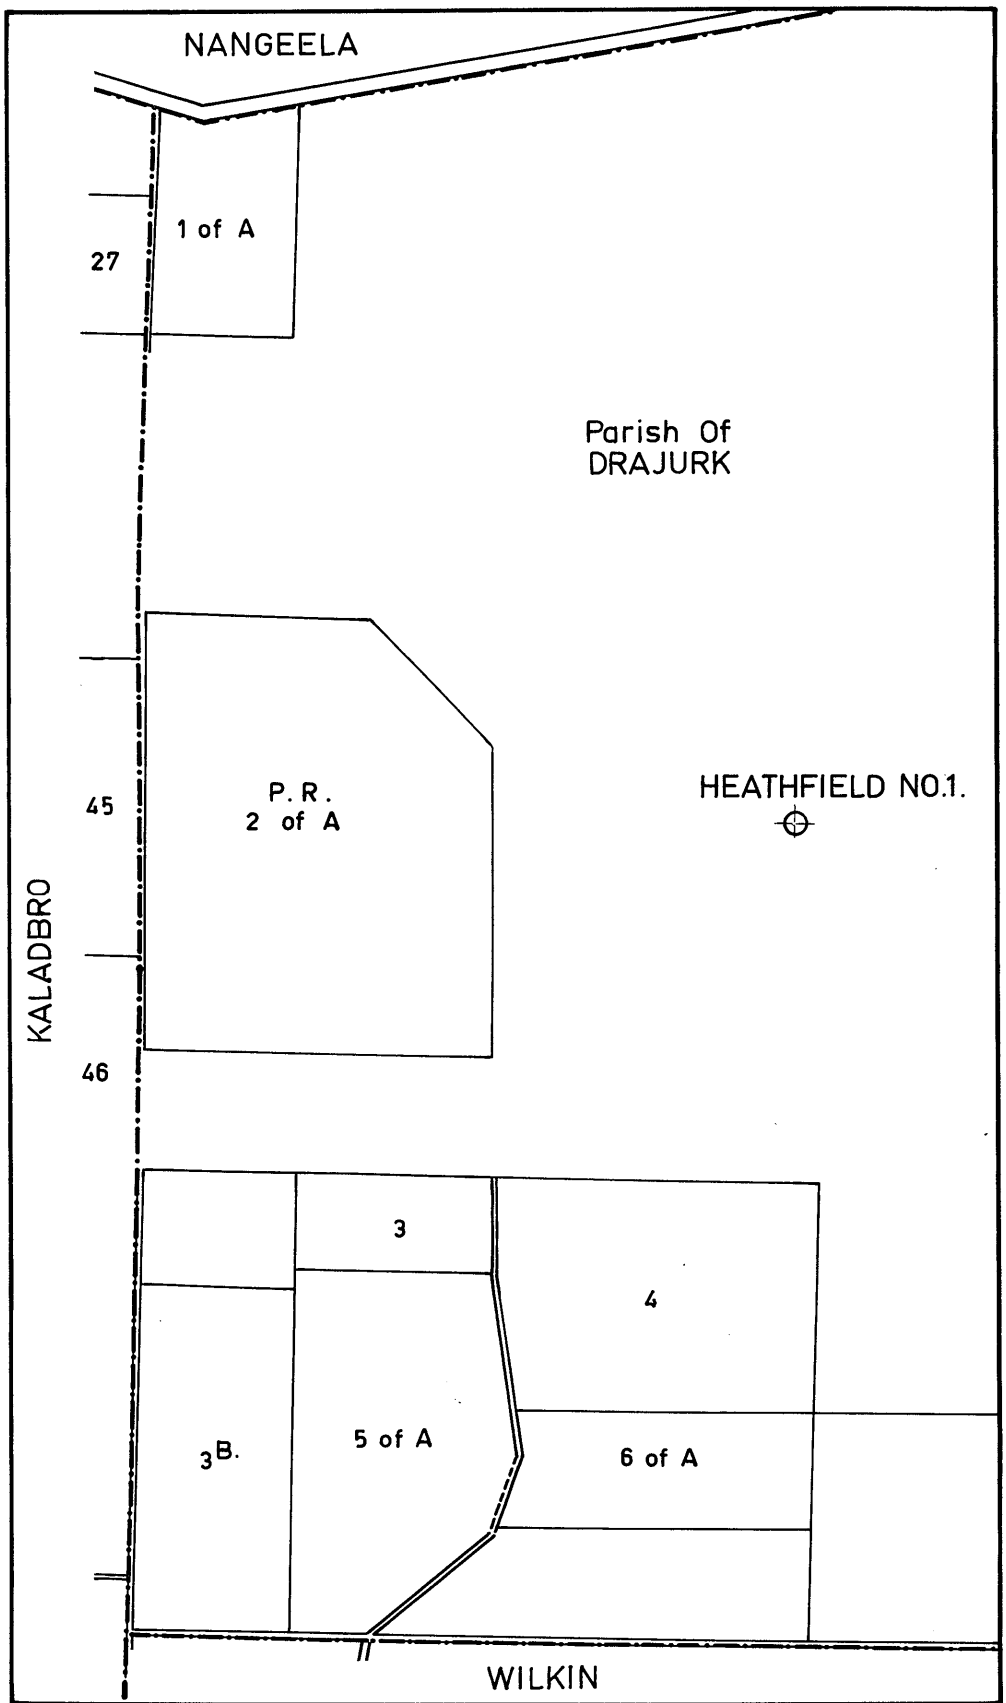 NANGEELA
1 of A
27
Parish Of
DRAJURK
P. R.
2 of A
HEATHFIELD NO.1.
45
KALADBRO
46
3
4
5 of A
3B.
6 of A
WILKIN